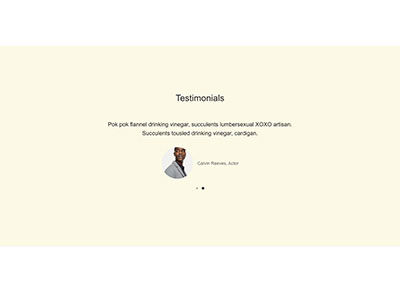 Testimonials
Pok pok flannel drinking vinegar, succulents lumbersexual XOXO artisan.
Succulents tousled drinking vinegar, cardigan.
Calvin Reeves, Actor